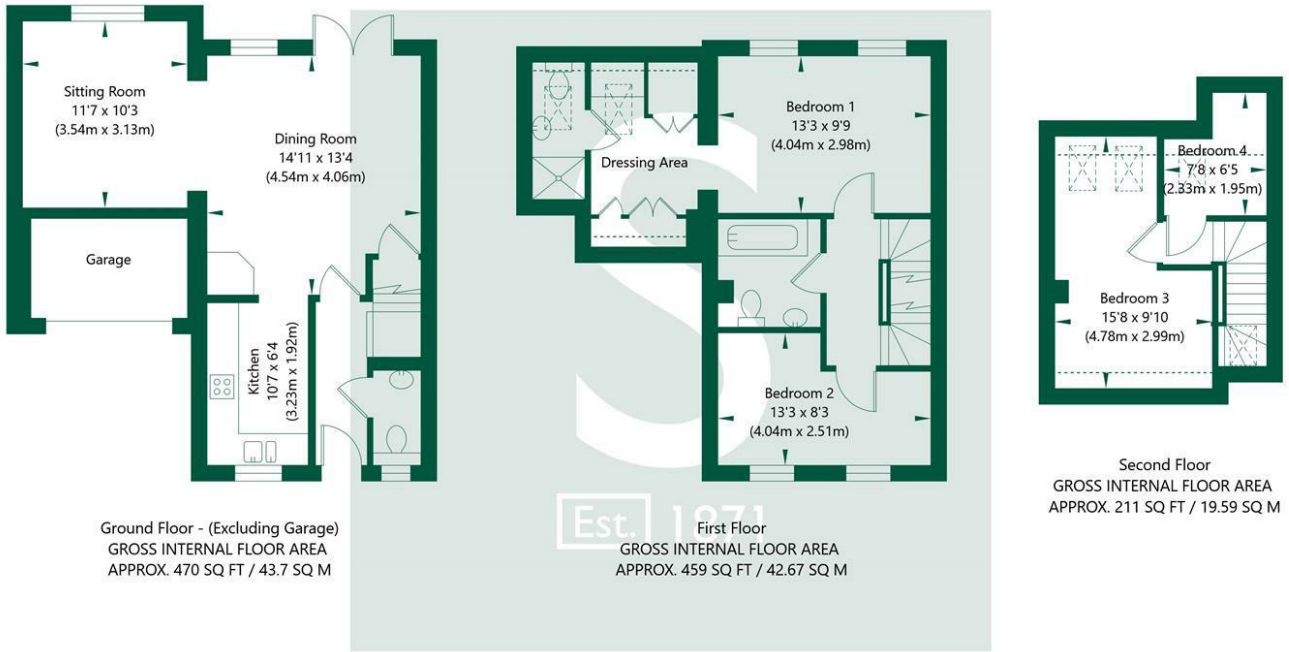 Sitting Room
11'7 x 10'3
(3.54m x 3.13m)
Dining Room
14'11 x 13'4
(4.54m x 4.06m)
Garage
Kitchen
10'7 x 6'4
(3.23m x 1.92m)
Ground Floor - (Excluding Garage)
GROSS INTERNAL FLOOR AREA
APPROX. 470 SQ FT / 43.7 SQ M
Dressing Area
Bedroom 1
13'3 x 9'9
(4.04m x 2.98m)
Bedroom 2
13'3 x 8'3
(4.04m x 2.51m)
S
Est. 1871
First Floor
GROSS INTERNAL FLOOR AREA
APPROX. 459 SQ FT / 42.67 SQ M
Bedroom 4
7'8 x 6'5
(2.33m x 1.95m)
Bedroom 3
15'8 x 9'10
(4.78m x 2.99m)
Second Floor
GROSS INTERNAL FLOOR AREA
APPROX. 211 SQ FT / 19.59 SQ M